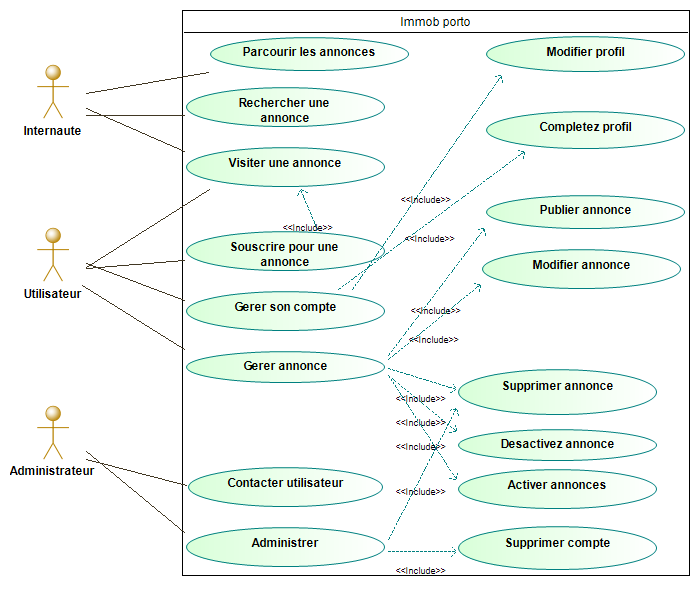 Immob porto
Parcourir les annonces
Modifier profil
Internaute
Rechercher une
annonce
Completez profil
Visiter une annonce
<<Include>>
Publier annonce
<<Include>>
Souscrire pour une
annonce
<<Include>>
Modifier annonce
Utilisateur
Gerer son compte
<<Include>>
<<Include>>
Gerer annonce
Supprimer annonce
<<Include>>
<<Include>>
Desactivez annonce
<<Include>>
Administrateur
Contacter utilisateur
Activer annonces
<<Include>>
Administrer
Supprimer compte
<<Include>>